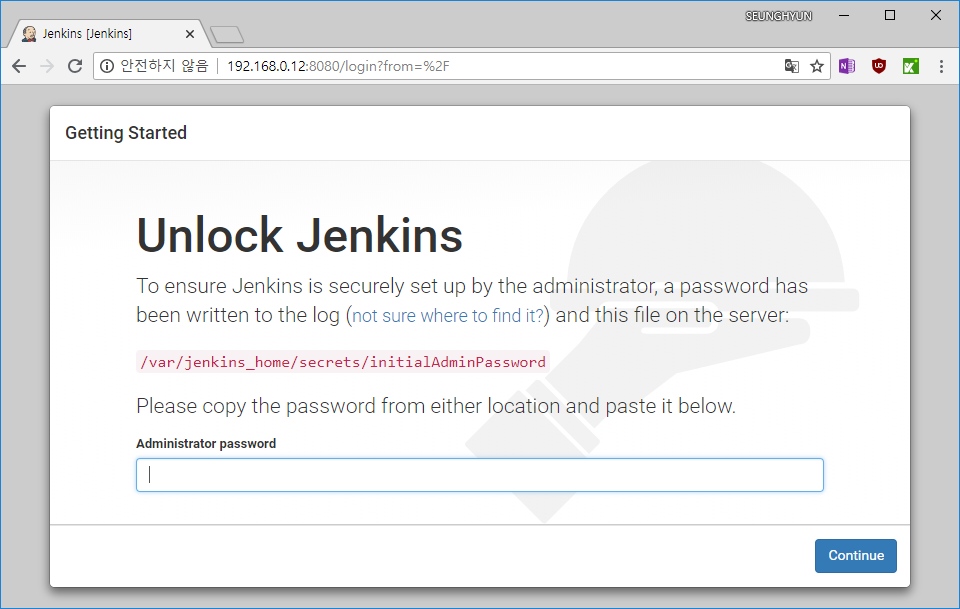 SEUNGHYUN
Jenkins [Jenkins]
안전하지 않음 192.168.0.12:8080/login?from=%2F
Getting Started
Unlock Jenkins
To ensure Jenkins is securely set up by the administrator, a password has
been written to the log (not sure where to find it?) and this file on the server:
/var/jenkins_home/secrets/initialAdminPassword
Please copy the password from either location and paste it below.
Administrator password
Continue